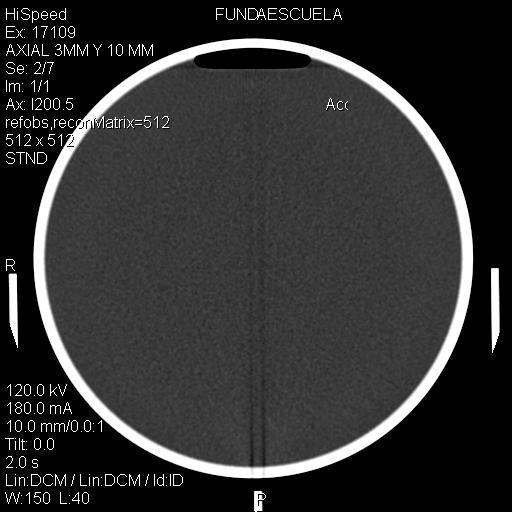 HiSpeed
FUNDAESCUELA
Ex: 17109
AXIAL 3MM Y 10 MM
Se: 2/7
Im: 1/1
Ax: I200.5
Acc
refobs,reconMatrix=512
512 x 512
STND
R
120.0 kV
180.0 mA
10.0 mm/0.0:1
Tilt: 0.0
2.0 s
Lin:DCM / Lin:DCM / Id:ID
W:150 L:40
P